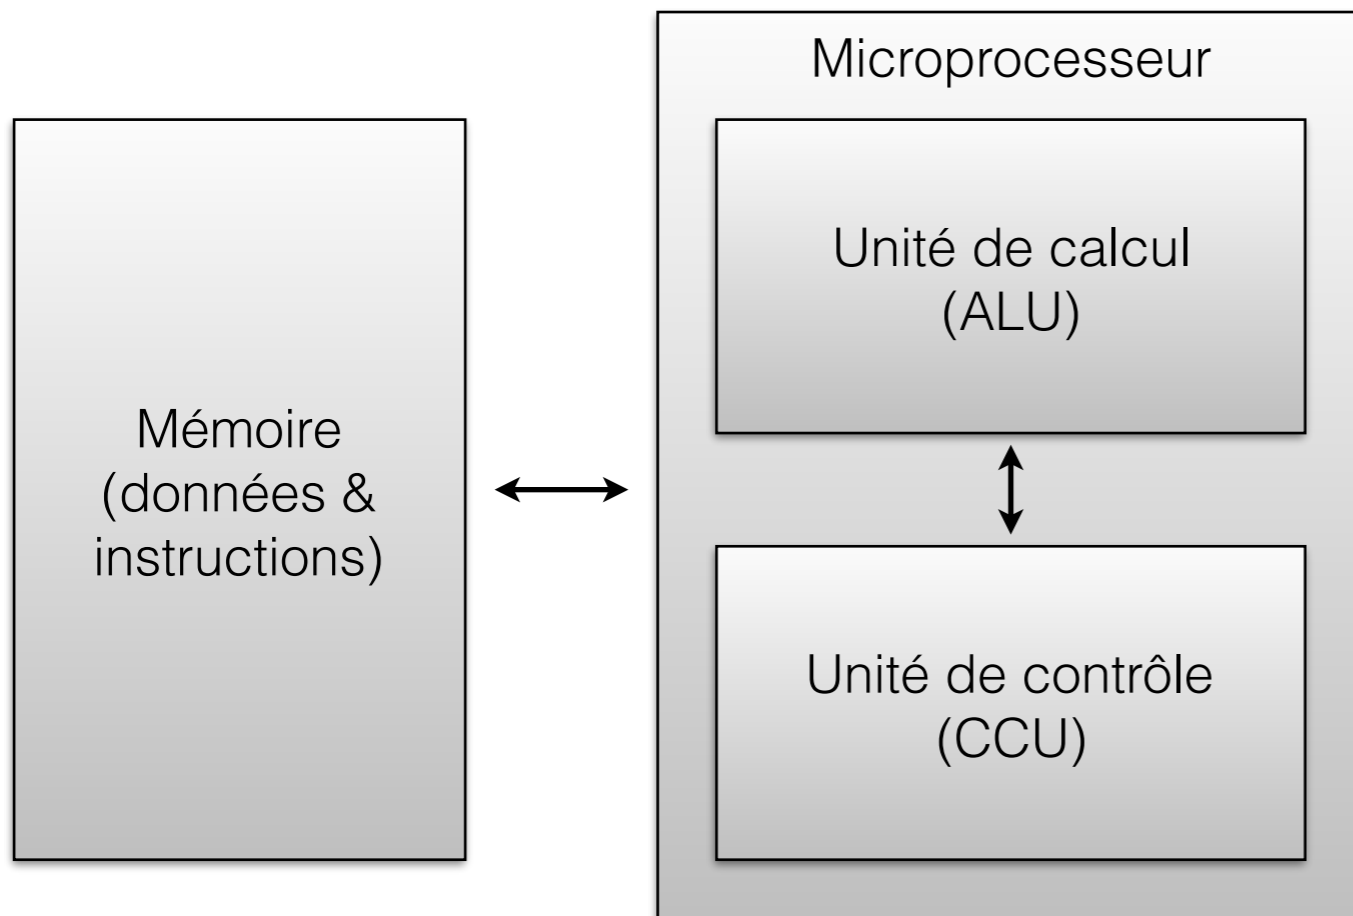 Microprocesseur
Unité de calcul
(ALU)
Mémoire
(données &
instructions)
Unité de contrôle
(CCU)